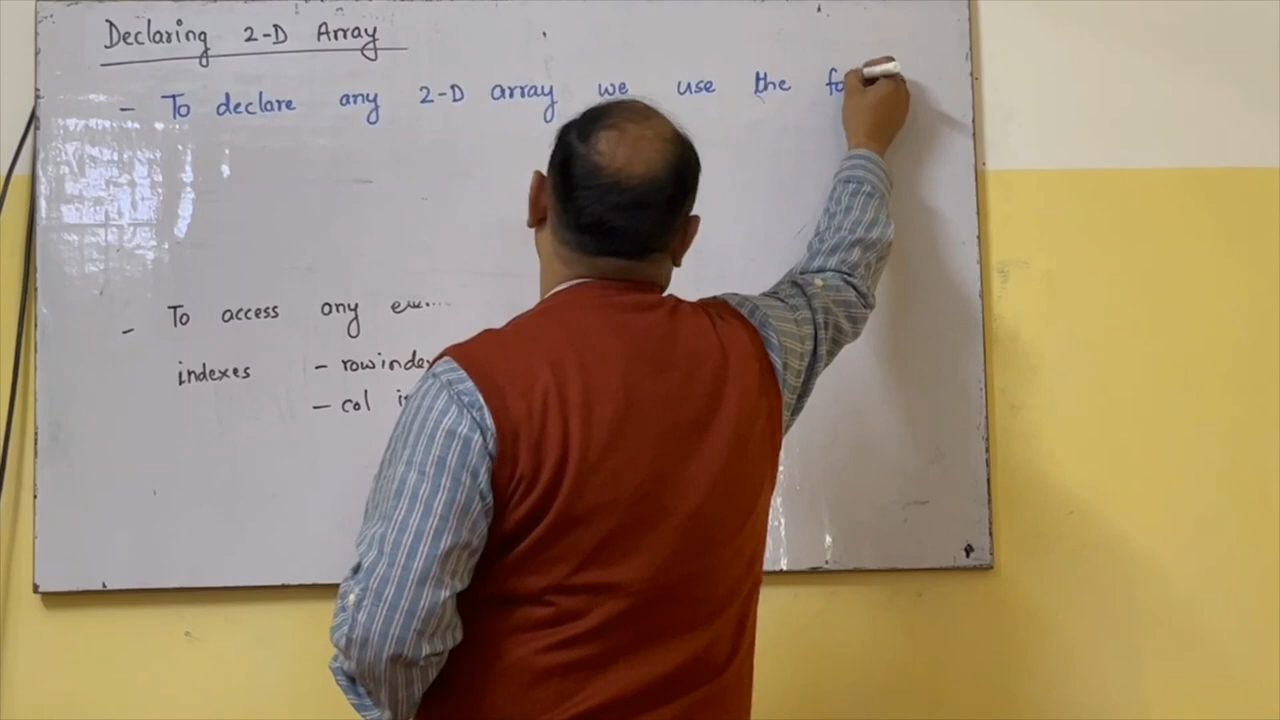 Declaring 2-D Array
- To declare any 2-D array we use the fo
- To access any
indexes - rowindex
- col